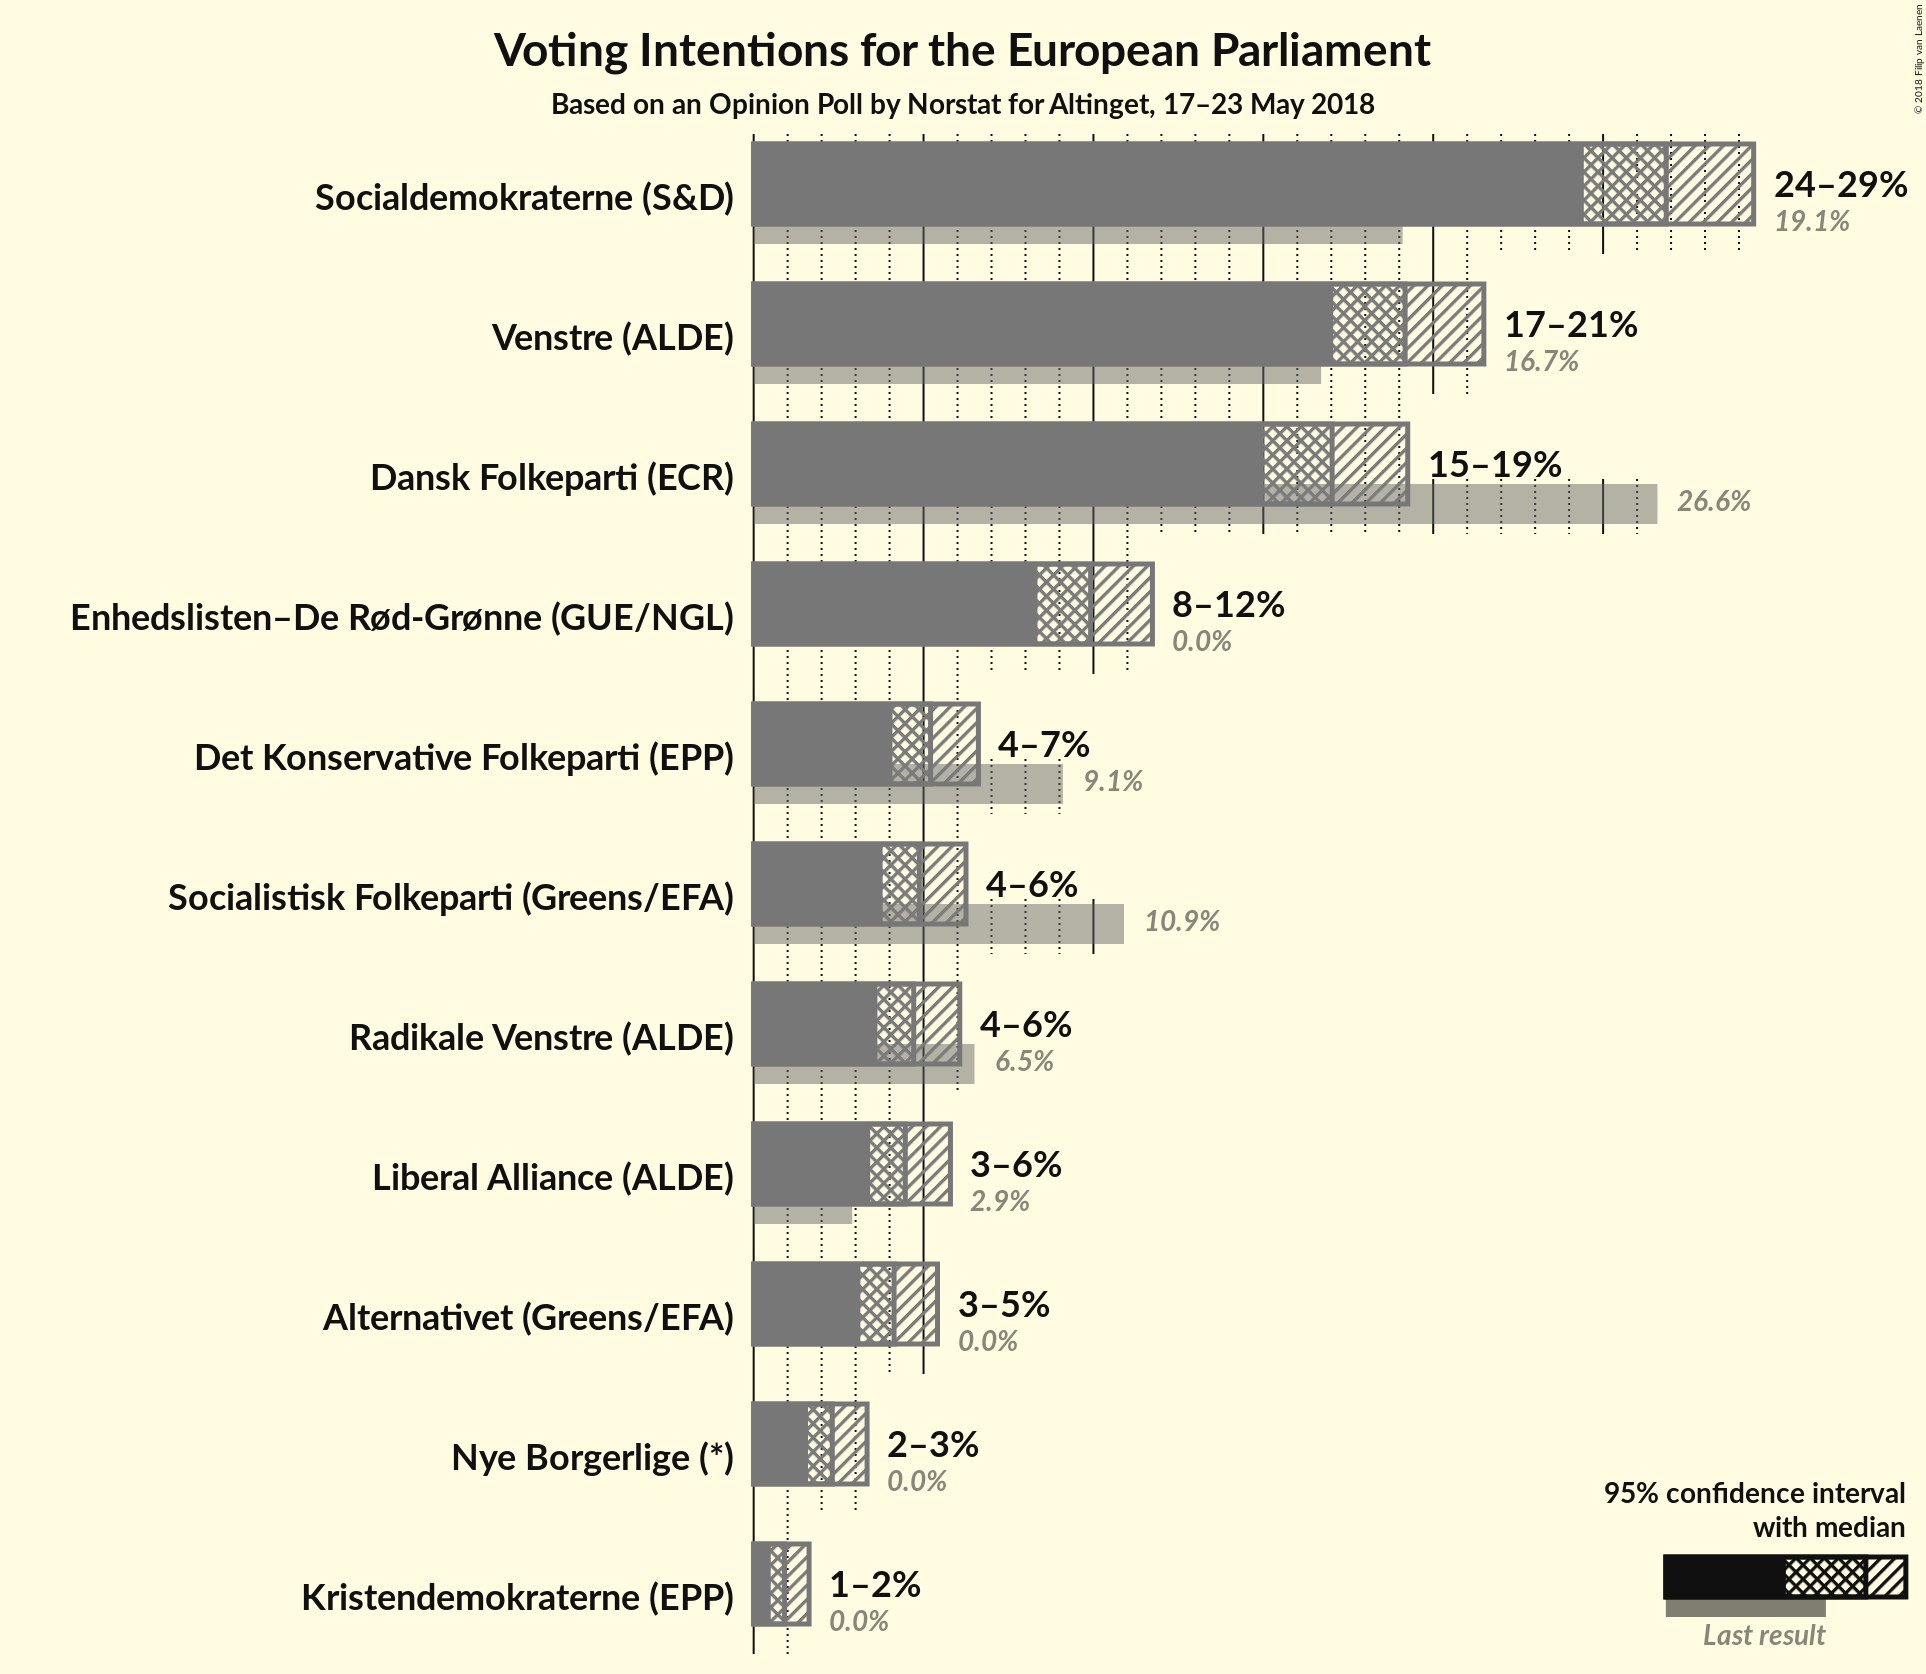 Voting Intentions for the European Parliament
Based on an Opinion Poll by Norstat for Altinget, 17–23 May 2018
© 2018 Filip van Laenen
Socialdemokraterne (S&D)
24–29%
19.1%
Venstre (ALDE)
17–21%
16.7%
Dansk Folkeparti (ECR)
15–19%
26.6%
Enhedslisten–De Rød-Grønne (GUE/NGL)
8–12%
0.0%
Det Konservative Folkeparti (EPP)
4–7%
9.1%
Socialistisk Folkeparti (Greens/EFA)
4–6%
10.9%
Radikale Venstre (ALDE)
4–6%
6.5%
Liberal Alliance (ALDE)
3–6%
2.9%
Alternativet (Greens/EFA)
3–5%
0.0%
Nye Borgerlige (*)
2–3%
0.0%
Kristendemokraterne (EPP)
1–2%
0.0%
95% confidence interval
with median
Last result